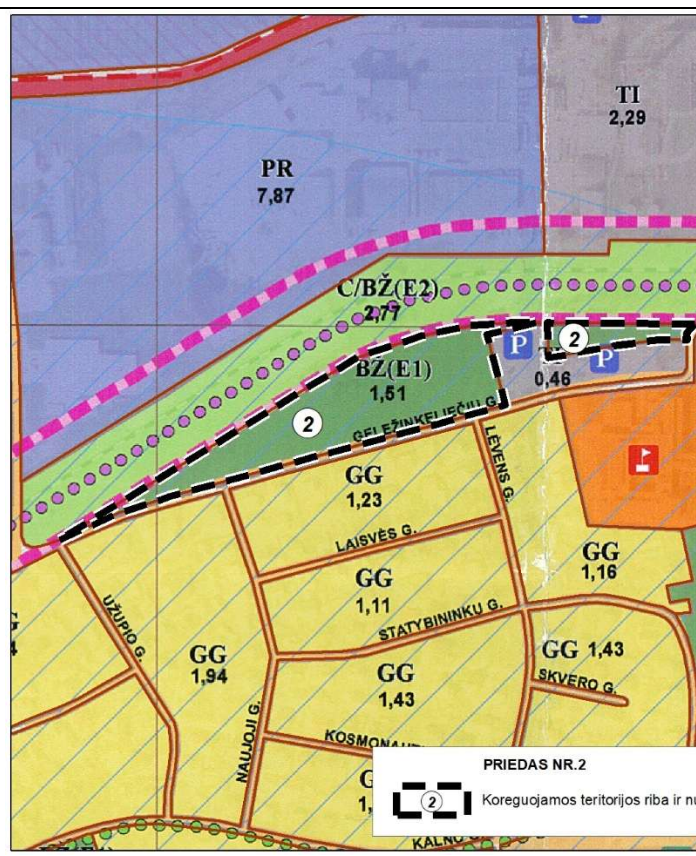 TI
2,29
PR
7,87
C/BŽ(E2)
2,77
P
2
P
BŽ(E1)
1,51
0,46
2
GELEŽINKELIEČIŲ G.
LĖVENS G.
GG
1,23
LAISVĖS G.
GG
1,16
GG
1,11
UŽUPIO G.
STATYBININKU G.
GG
1,94
GG
1,43
GG 1,43
SKVERO G.
NAUJOJI G.
KOSMONAU
PRIEDAS NR.2
2
Koreguojamos teritorijos riba ir nu
KALNO G.